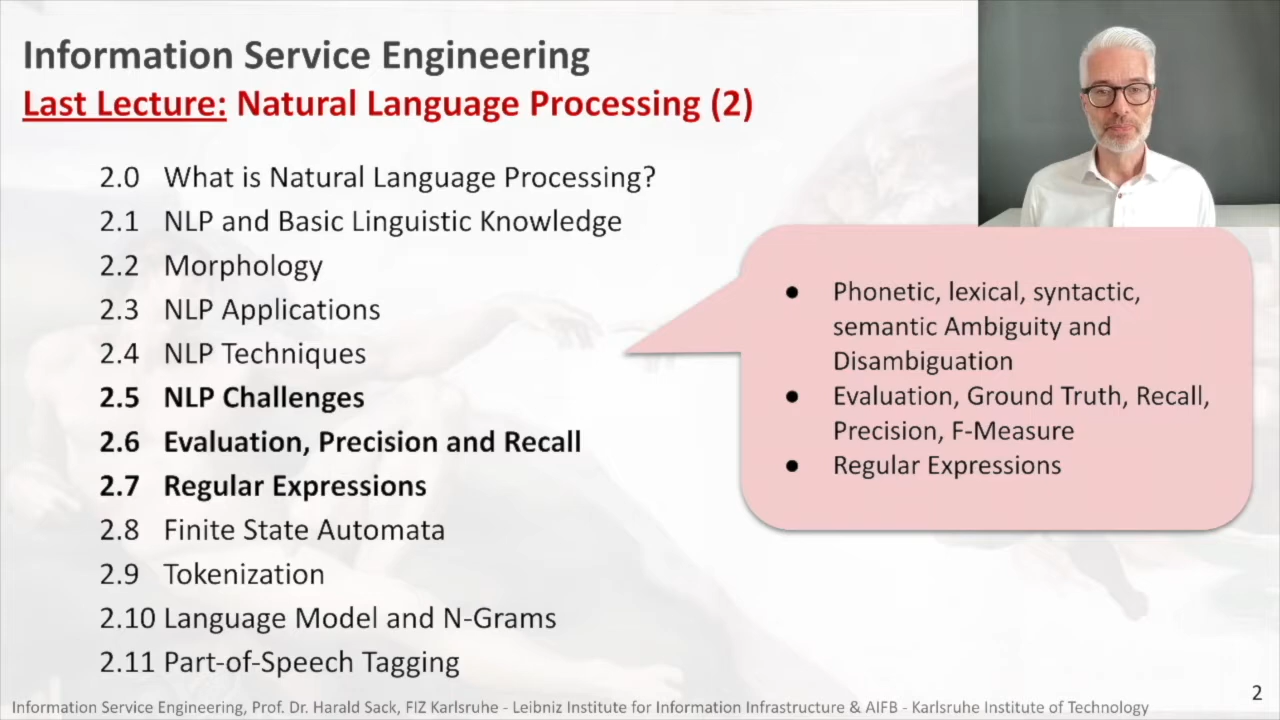 Information Service Engineering
Last Lecture: Natural Language Processing (2)
2.0 What is Natural Language Processing?
2.1 NLP and Basic Linguistic Knowledge
2.2 Morphology
2.3 NLP Applications
2.4 NLP Techniques
2.5 NLP Challenges
2.6 Evaluation, Precision and Recall
2.7 Regular Expressions
2.8 Finite State Automata
2.9 Tokenization
2.10 Language Model and N-Grams
2.11 Part-of-Speech Tagging
● Phonetic, lexical, syntactic,
semantic Ambiguity and
Disambiguation
● Evaluation, Ground Truth, Recall,
Precision, F-Measure
● Regular Expressions
2
Information Service Engineering, Prof. Dr. Harald Sack, FIZ Karlsruhe - Leibniz Institute for Information Infrastructure & AIFB - Karlsruhe Institute of Technology